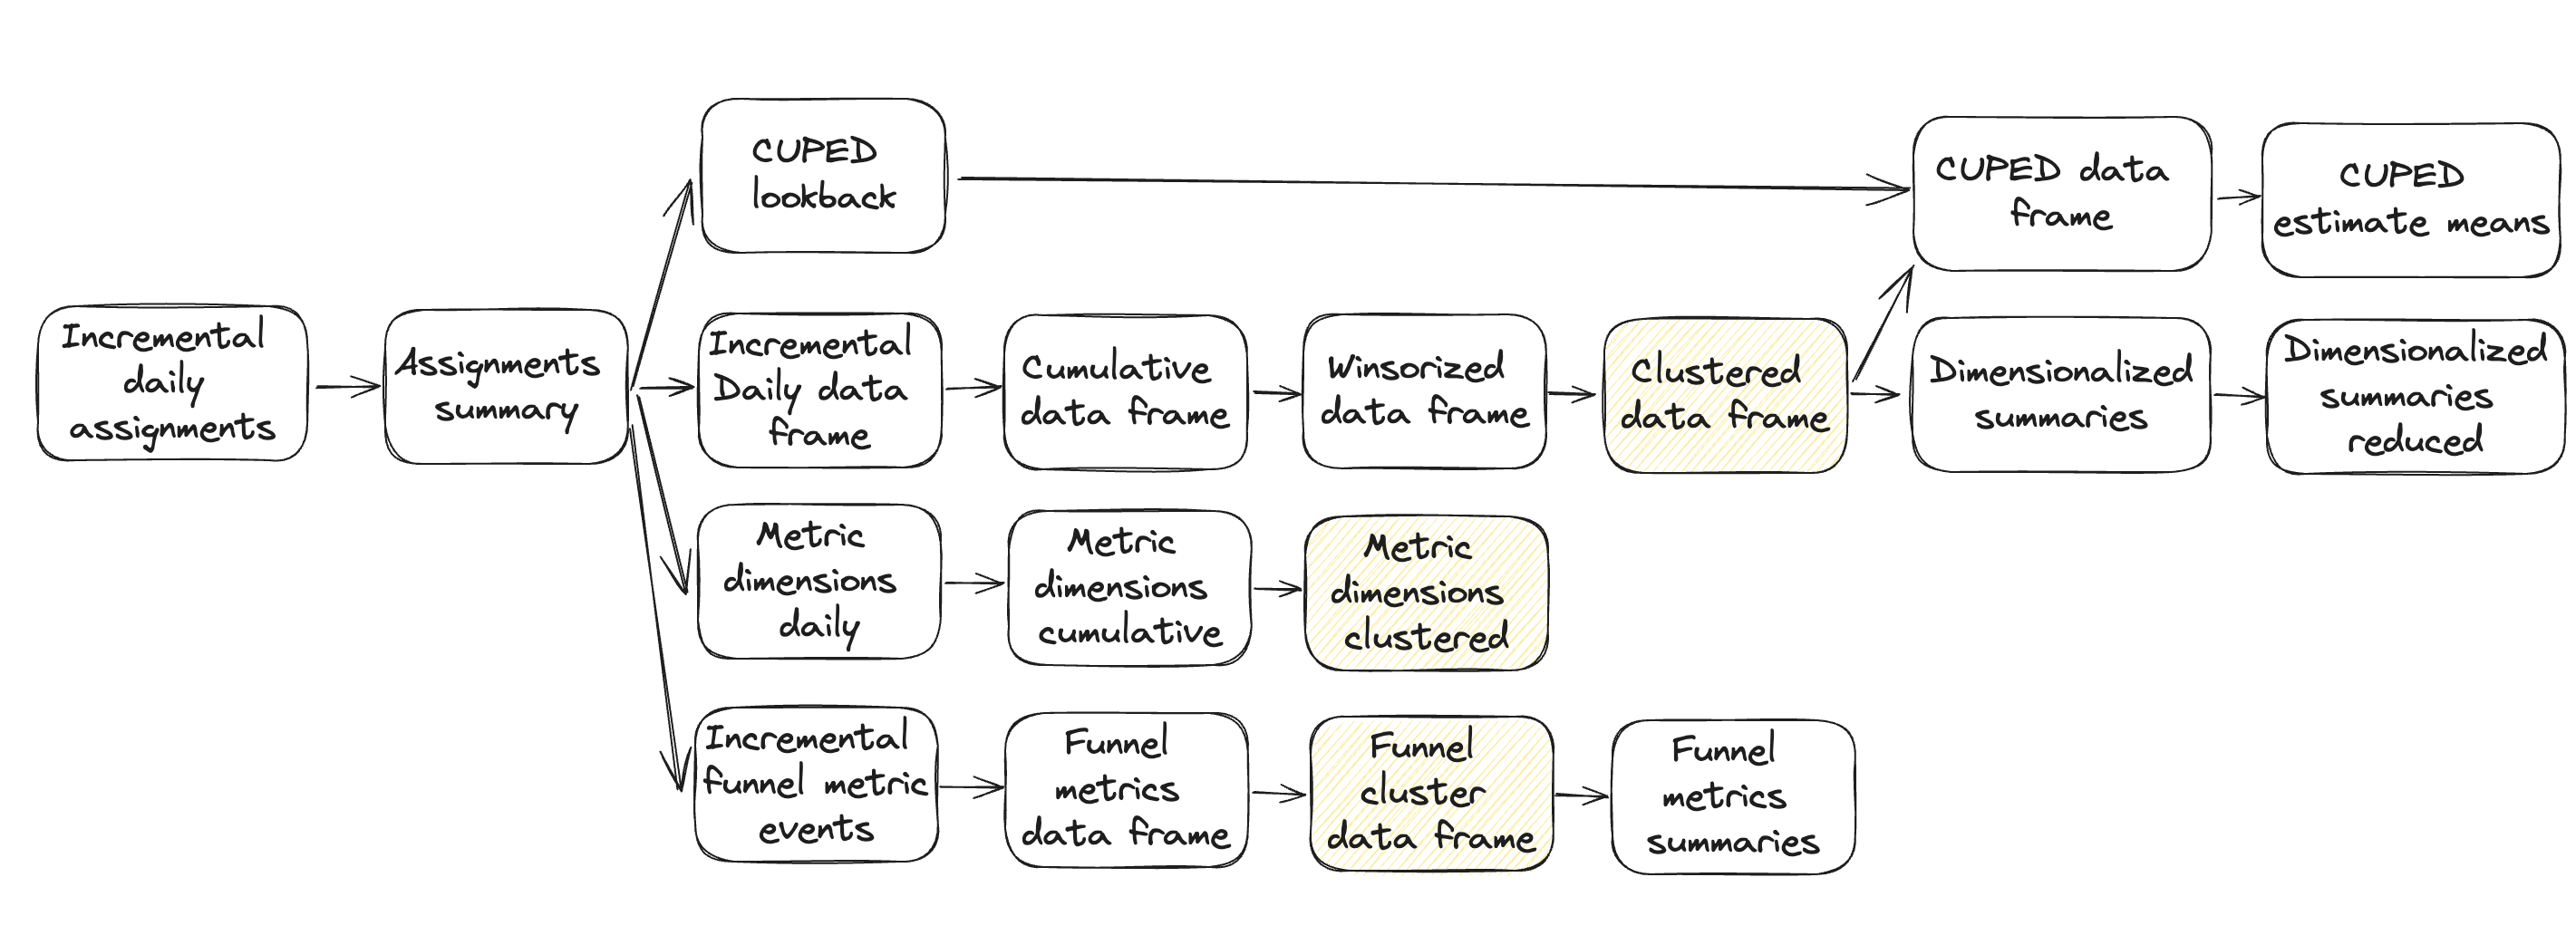 CUPED
lookback
CUPED data
frame
CUPED
estimate means
Incremental
daily
assignments
Assignments
summary
Incremental
Daily data
frame
Cumulative
data frame
Winsorized
data frame
Clustered
data frame
Dimensionalized
summaries
Dimensionalized
summaries
reduced
Metric
dimensions
daily
Metric
dimensions
cumulative
Metric
dimensions
clustered
Incremental
funnel metric
events
Funnel
metrics
data frame
Funnel
cluster
data frame
Funnel
metrics
summaries